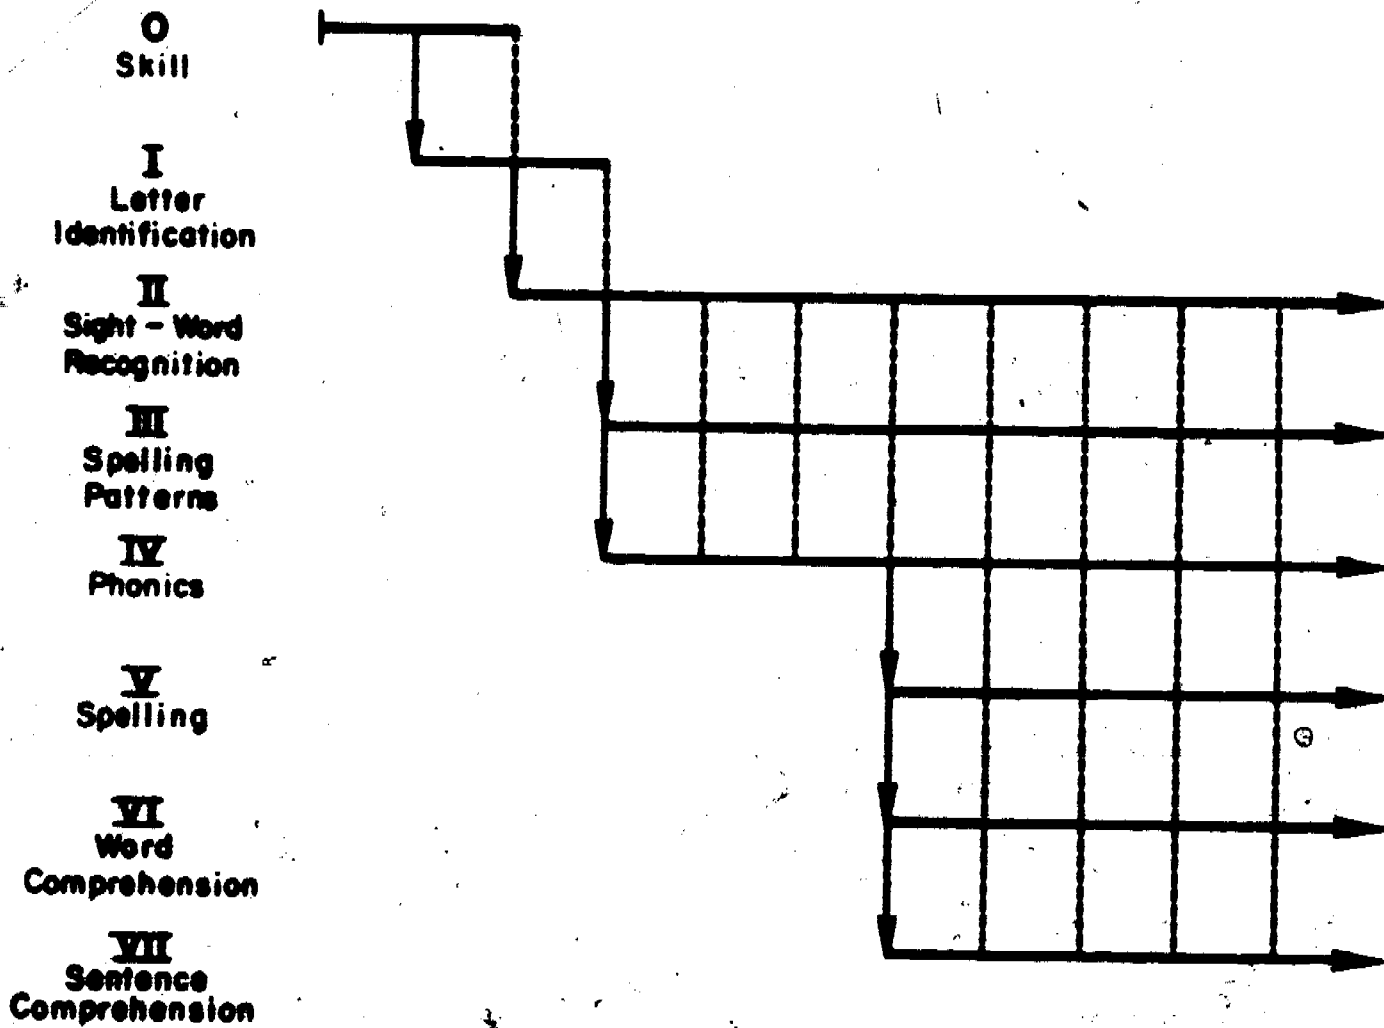 O
Skill
I
Letter
Identification
II
Sight - Word
Recognition
III
Spelling
Patterns
IV
Phonics
V
Spelling
VI
Word
Comprehension
VII
Sentence
Comprehension